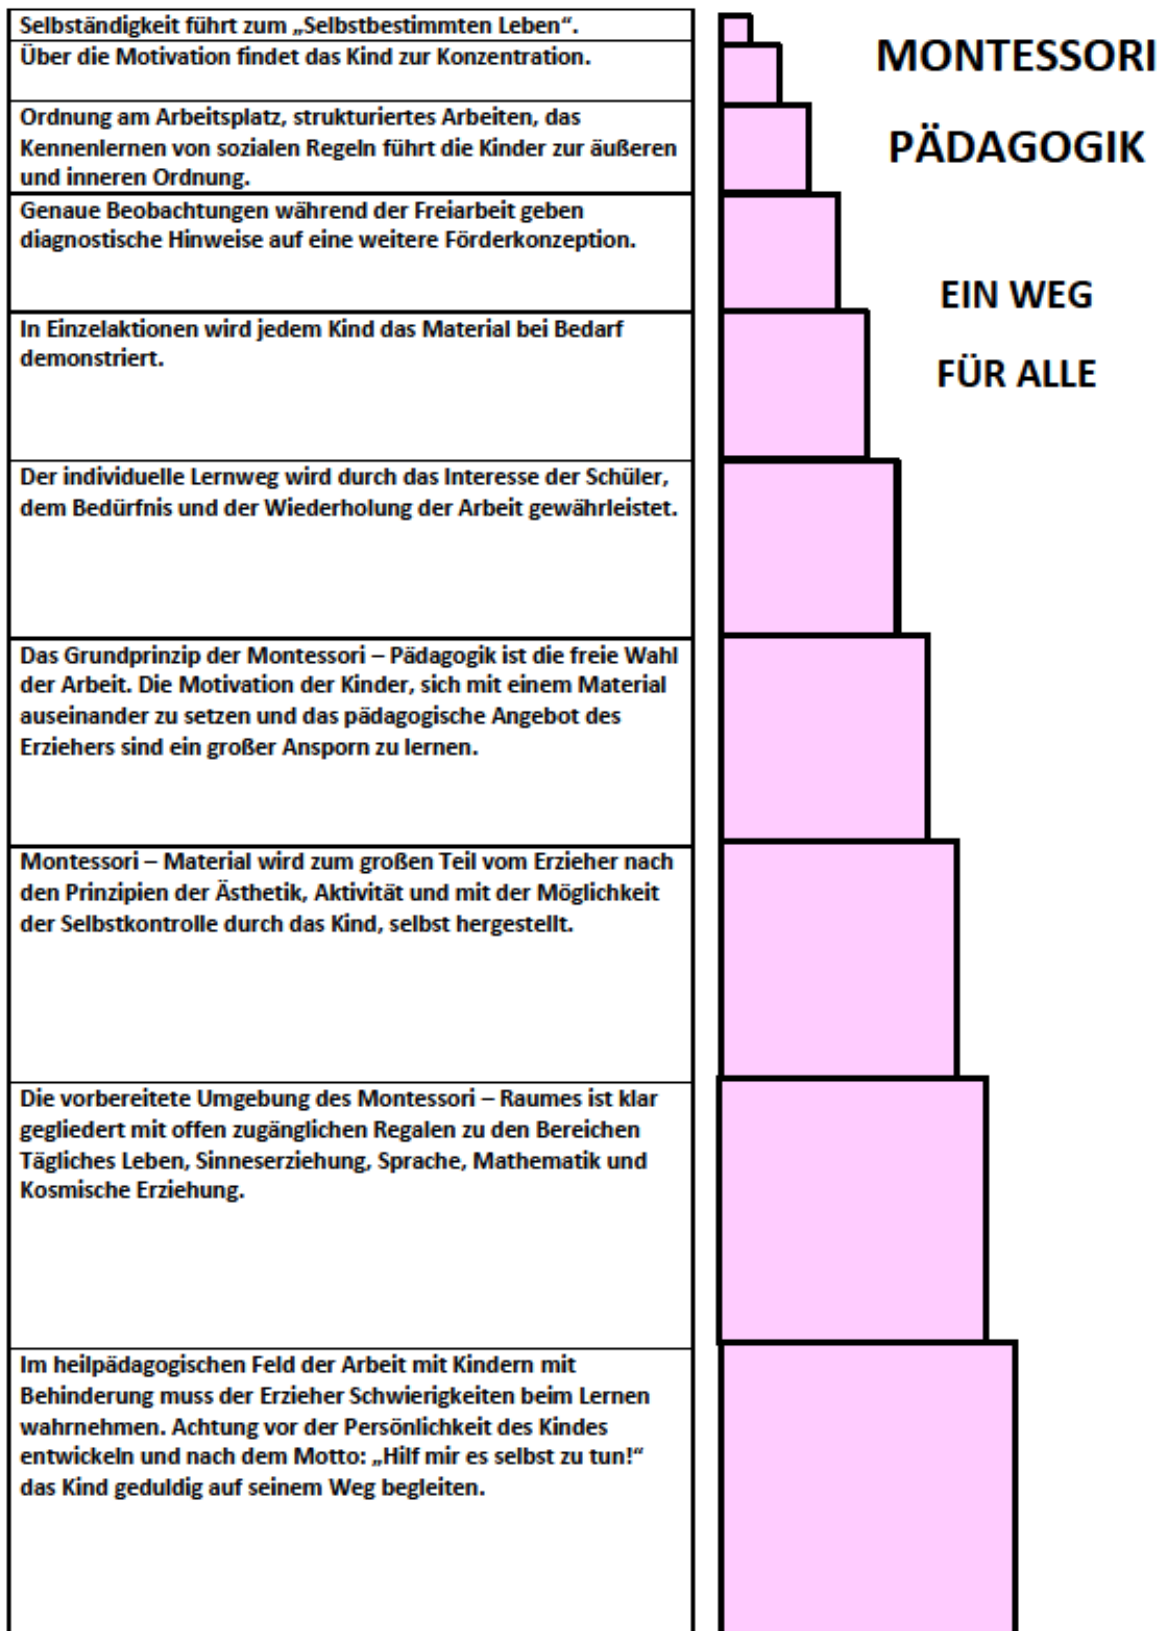 Selbständigkeit führt zum „Selbstbestimmten Leben“.
Über die Motivation findet das Kind zur Konzentration.
Ordnung am Arbeitsplatz, strukturiertes Arbeiten, das
Kennenlernen von sozialen Regeln führt die Kinder zur äußeren
und inneren Ordnung.
Genaue Beobachtungen während der Freiarbeit geben
diagnostische Hinweise auf eine weitere Förderkonzeption.
In Einzelaktionen wird jedem Kind das Material bei Bedarf
demonstriert.
Der individuelle Lernweg wird durch das Interesse der Schüler,
dem Bedürfnis und der Wiederholung der Arbeit gewährleistet.
Das Grundprinzip der Montessori – Pädagogik ist die freie Wahl
der Arbeit. Die Motivation der Kinder, sich mit einem Material
auseinander zu setzen und das pädagogische Angebot des
Erziehers sind ein großer Ansporn zu lernen.
Montessori – Material wird zum großen Teil vom Erzieher nach
den Prinzipien der Ästhetik, Aktivität und mit der Möglichkeit
der Selbstkontrolle durch das Kind, selbst hergestellt.
Die vorbereitete Umgebung des Montessori – Raumes ist klar
gegliedert mit offen zugänglichen Regalen zu den Bereichen
Tägliches Leben, Sinneserziehung, Sprache, Mathematik und
Kosmische Erziehung.
Im heilpädagogischen Feld der Arbeit mit Kindern mit
Behinderung muss der Erzieher Schwierigkeiten beim Lernen
wahrnehmen. Achtung vor der Persönlichkeit des Kindes
entwickeln und nach dem Motto: „Hilf mir es selbst zu tun!“
das Kind geduldig auf seinem Weg begleiten.
MONTESSORI
PÄDAGOGIK
EIN WEG
FÜR ALLE